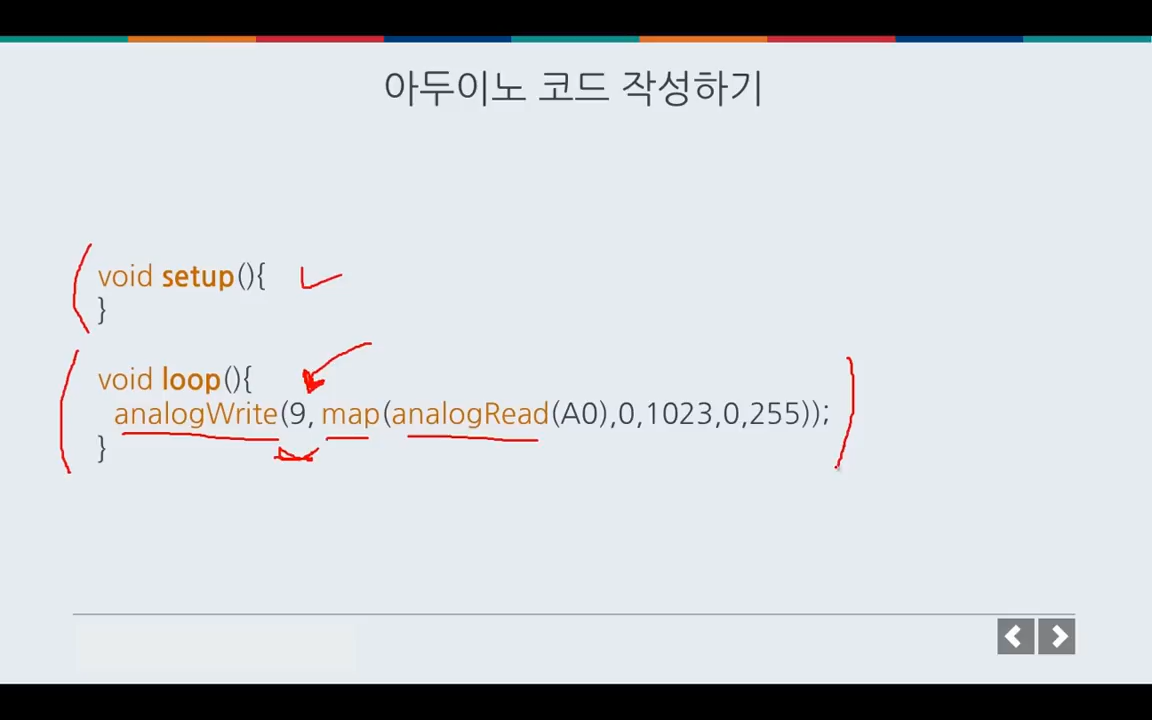 아두이노 코드 작성하기
void setup(){
}
void loop(){
analogWrite(9, map(analogRead(A0),0,1023,0,255));
}